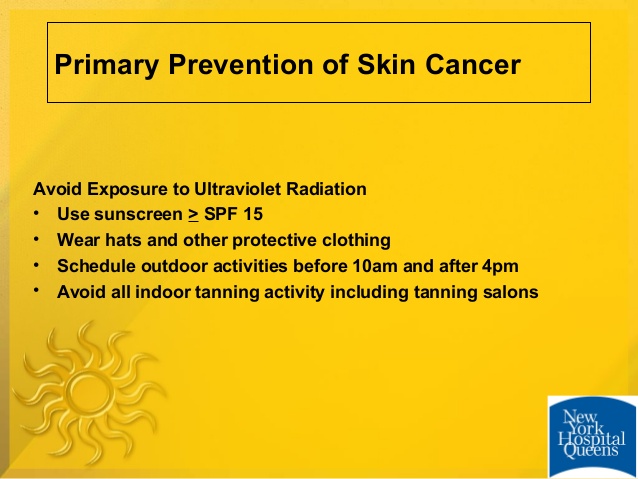 Primary Prevention of Skin Cancer
Avoid Exposure to Ultraviolet Radiation
• Use sunscreen ≥ SPF 15
• Wear hats and other protective clothing
• Schedule outdoor activities before 10am and after 4pm
• Avoid all indoor tanning activity including tanning salons
New
York
Hospital
Queens